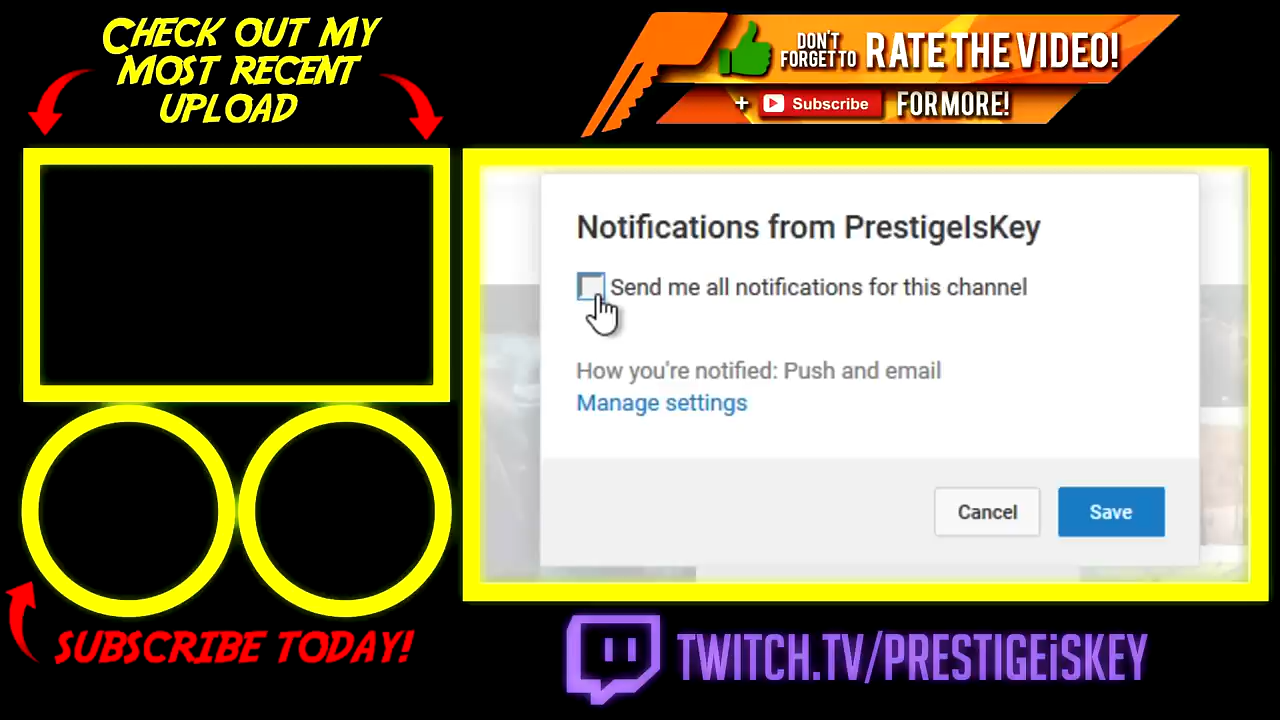 CHECK OUT MY
MOST RECENT
UPLOAD
DON'T
FORGET TO
RATE THE VIDEO!
+ Subscribe FOR MORE!
Notifications from PrestigeIsKey
Send me all notifications for this channel
How you're notified: Push and email
Manage settings
Cancel
Save
SUBSCRIBE TODAY!
TWITCH.TV/PRESTIGEiSKEY